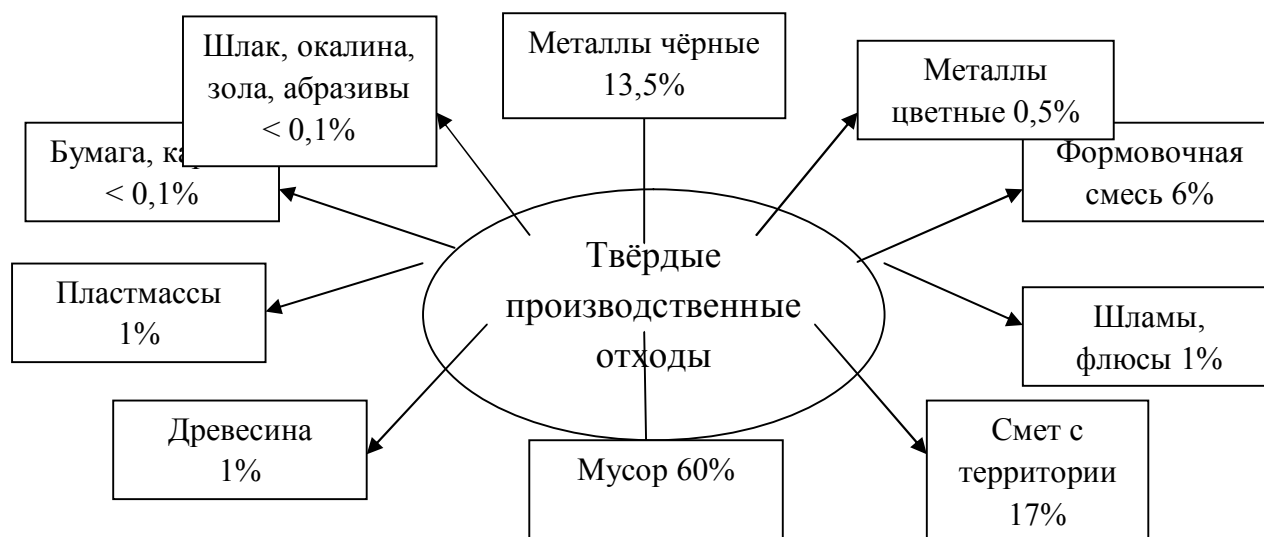 Шлак, окалина,
зола, абразивы
< 0,1%
Металлы чёрные
13,5%
Металлы
цветные 0,5%
Бумага,
< 0,1%
Формовочная
смесь 6%
Твёрдые
производственные
отходы
Пластмассы
1%
Шламы,
флюсы 1%
Древесина
1%
Мусор 60%
Смет с
территории
17%